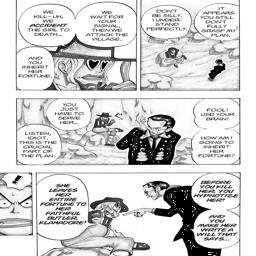 IT
APPEARS
YOU STILL
DON'T
FULLY
GRASP MY
PLAN.
DON'T
BE SILLY,
I UNDER-
STAND
PERFECTLY.
WE
WAIT FOR
YOUR
SIGNAL,
THEN WE
ATTACK THE
VILLAGE.
WE
KILL--UH,
WE
ACCIDENT
THE GIRL TO
DEATH...
AND
YOU
INHERIT
HER
FORTUNE.
FOOL!
USE YOUR
BRAIN!
HOW AM I
GOING TO
INHERIT HER
FORTUNE?
YOU
JUST HAVE
TO SERVE
HER...
LISTEN,
IDIOT,
THIS IS THE
CRUCIAL
PART OF
THE PLAN.
BEFORE
YOU KILL
HER, YOU
HYPNOTIZE
HER!
AND
YOU
MAKE HER
WRITE A WILL
THAT
SAYS...
SHE
LEAVES HER
ENTIRE
FORTUNE TO
HER
FAITHFUL
BUTLER,
KLAHADORE!